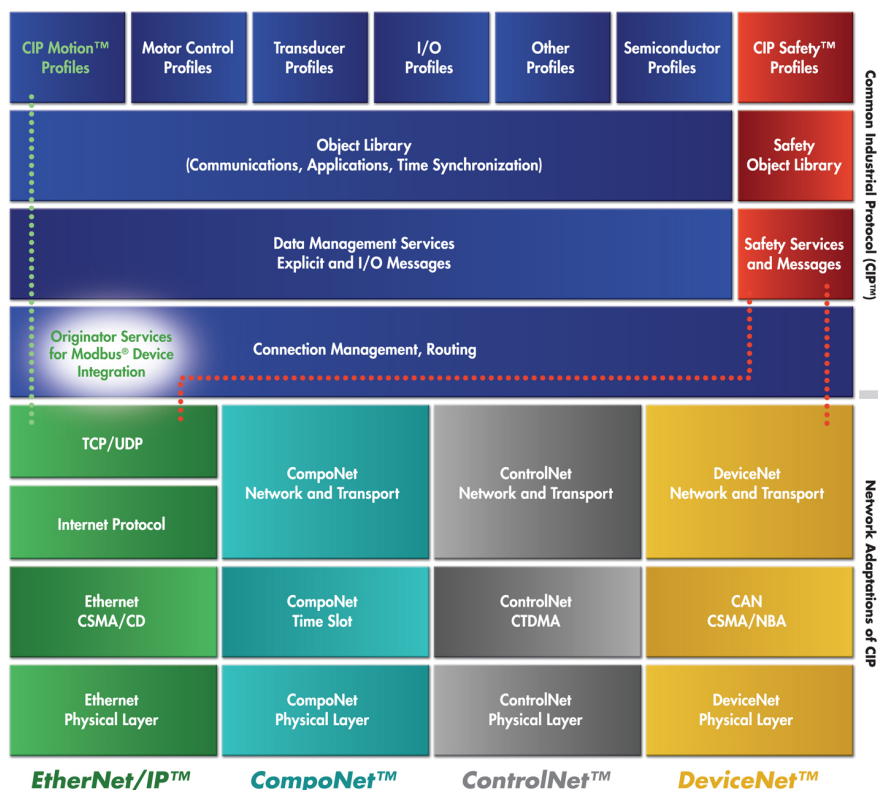 CIP Motion™
Profiles
Motor Control
Profiles
Transducer
Profiles
I/O
Profiles
Other
Profiles
Semiconductor
Profiles
CIP Safety™
Profiles
Object Library
(Communications, Applications, Time Synchronization)
Safety
Object Library
Data Management Services
Explicit and I/O Messages
Safety Services
and Messages
Originator Services
for Modbus® Device
Integration
Connection Management, Routing
Common Industrial Protocol (CIP™)
TCP/UDP
Internet Protocol
CompoNet
Network and Transport
ControlNet
Network and Transport
DeviceNet
Network and Transport
Ethernet
CSMA/CD
CompoNet
Time Slot
ControlNet
CTDMA
CAN
CSMA/NBA
Ethernet
Physical Layer
CompoNet
Physical Layer
ControlNet
Physical Layer
DeviceNet
Physical Layer
Network Adaptations of CIP
EtherNet/IP™
CompoNet™
ControlNet™
DeviceNet™